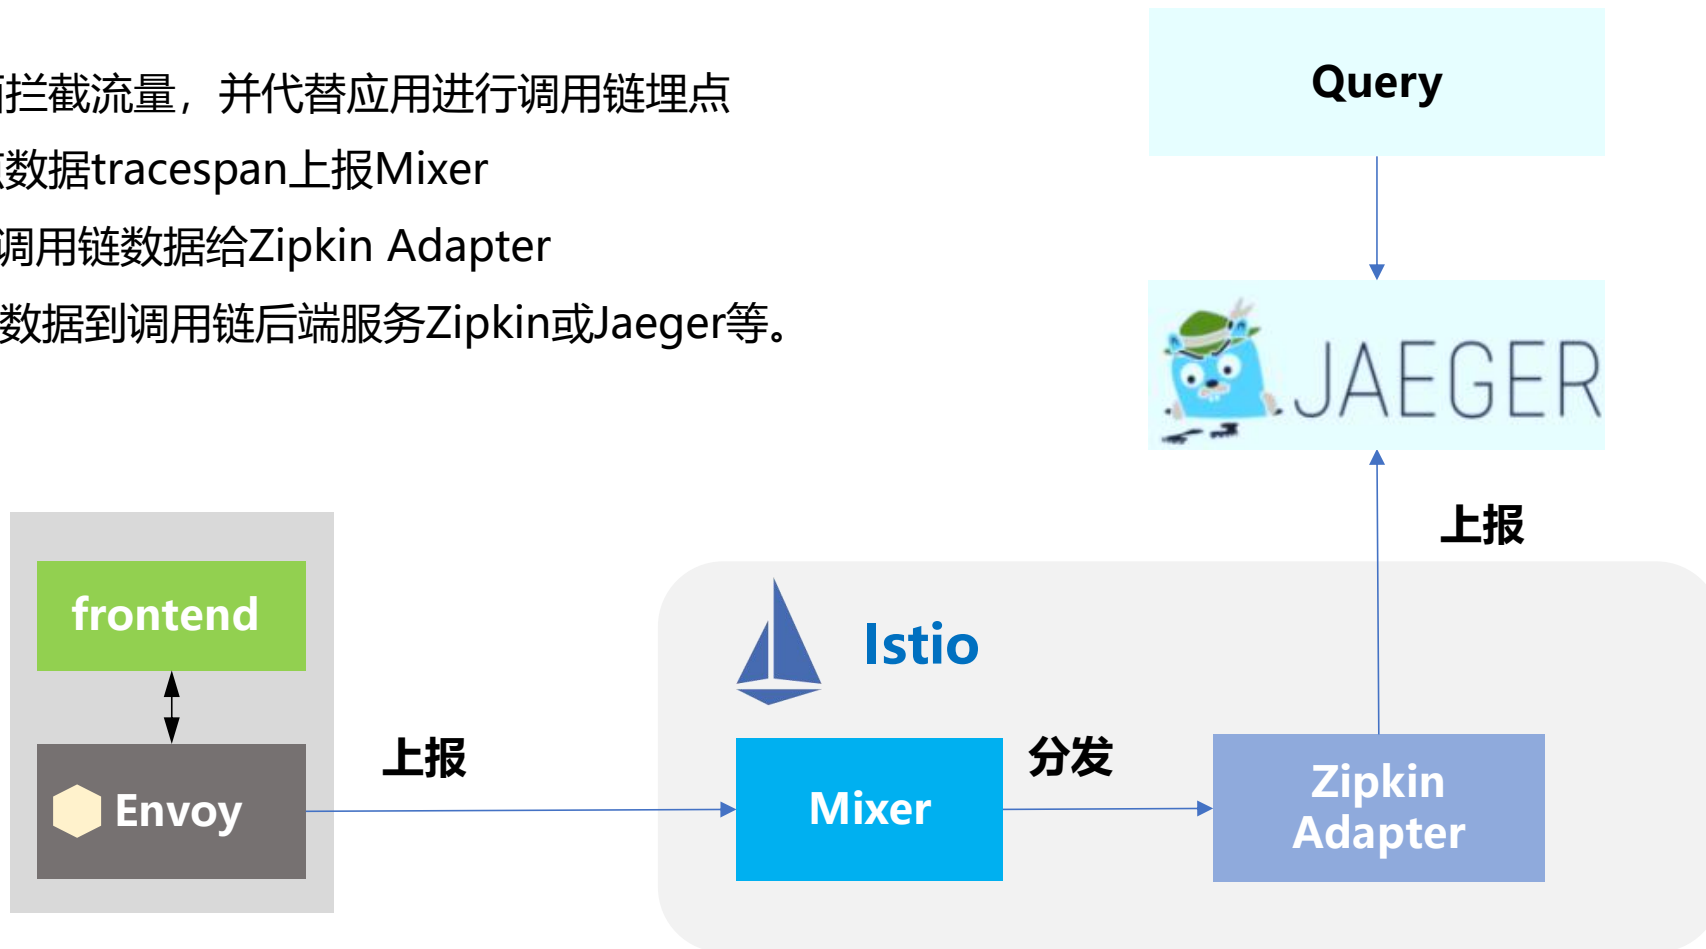 拦截流量，并代替应用进行调用链埋点
数据tracespan上报Mixer
调用链数据给Zipkin Adapter
数据到调用链后端服务Zipkin或Jaeger等。
Query
JAEGER
上报
frontend
Istio
上报
分发
Envoy
Mixer
Zipkin
Adapter